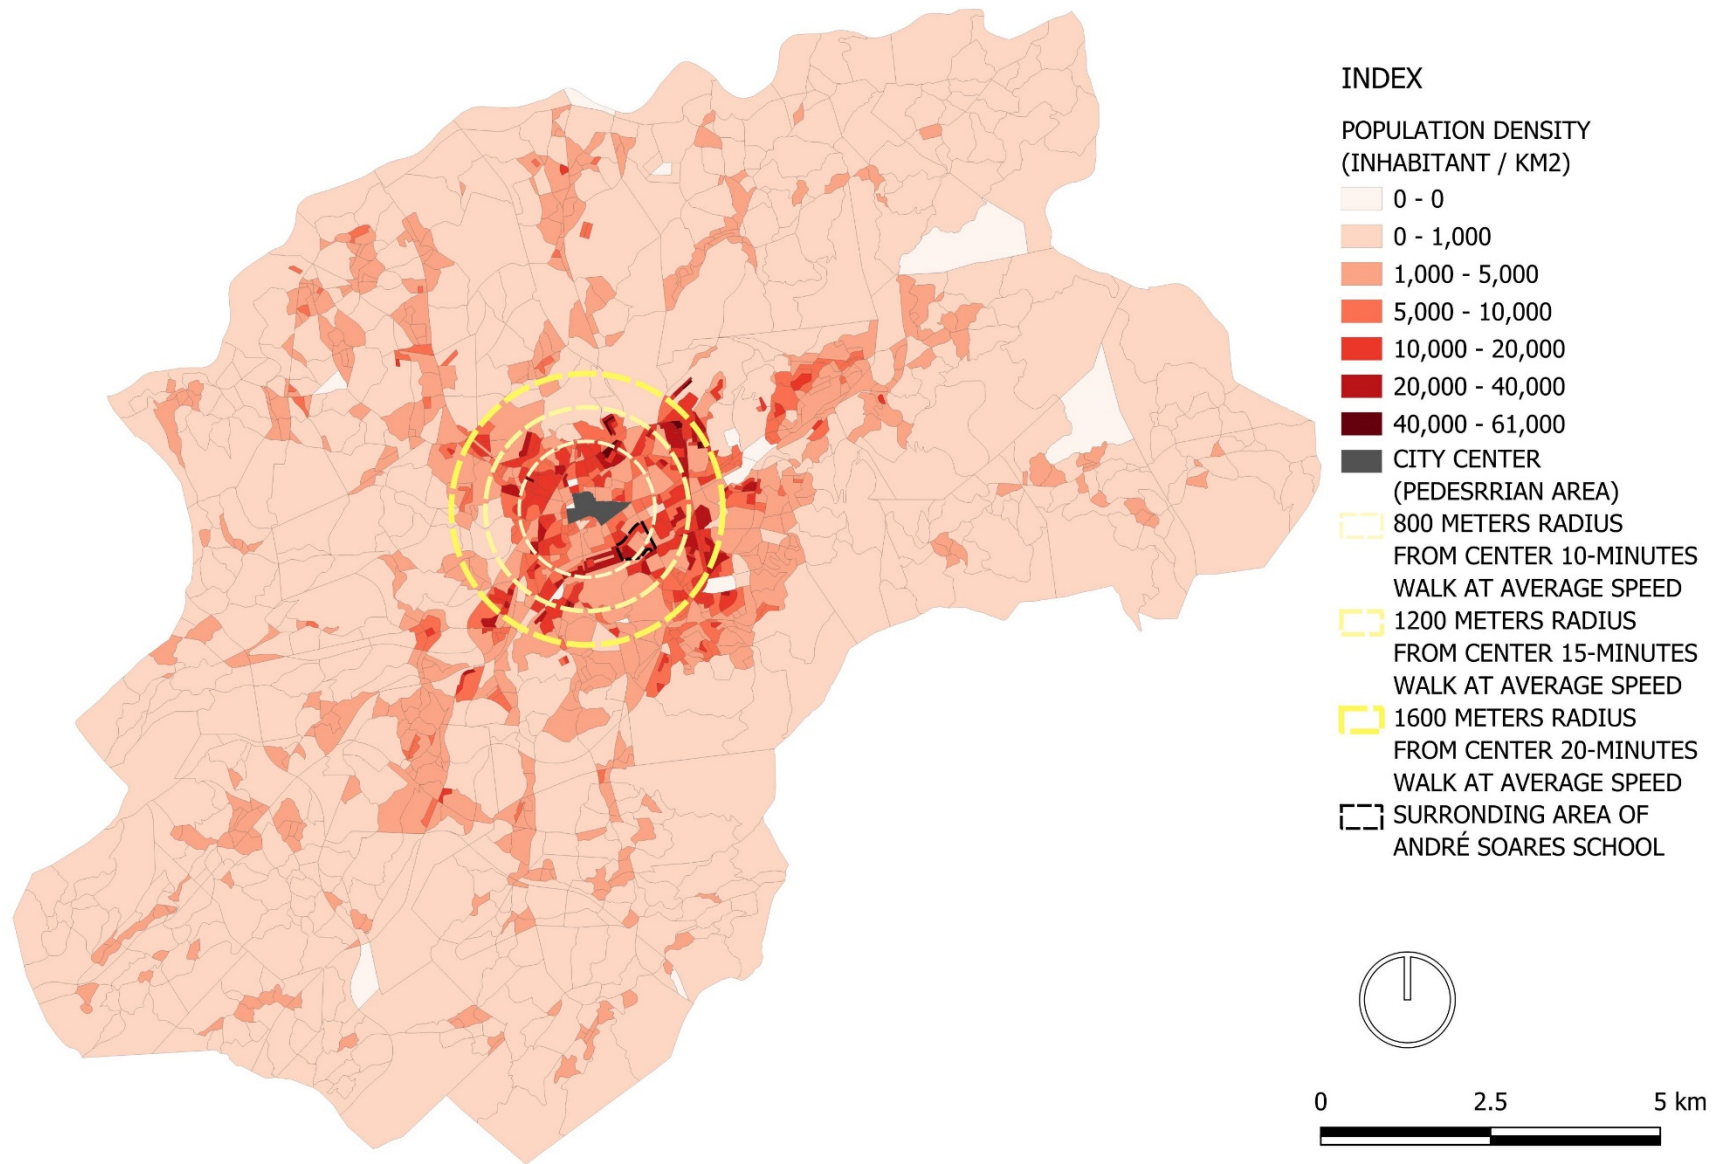 INDEX
POPULATION DENSITY
(INHABITANT / KM2)
0 - 0
0 - 1,000
1,000 - 5,000
5,000 - 10,000
10,000 - 20,000
20,000 - 40,000
40,000 - 61,000
CITY CENTER
(PEDESRRIAN AREA)
800 METERS RADIUS
FROM CENTER 10-MINUTES
WALK AT AVERAGE SPEED
1200 METERS RADIUS
FROM CENTER 15-MINUTES
WALK AT AVERAGE SPEED
1600 METERS RADIUS
FROM CENTER 20-MINUTES
WALK AT AVERAGE SPEED
SURRONDING AREA OF
ANDRÉ SOARES SCHOOL
0 2.5 5 km